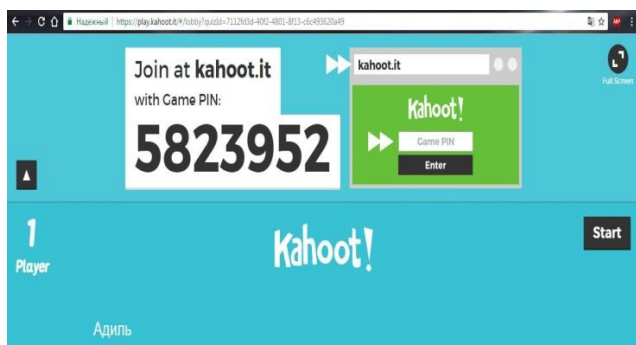 Надежный | https://play.kahoot.it/#/lobby?quizId=7112fd3d-40f2-4801-8f13-c6c493620a49
Join at kahoot.it
with Game PIN:
5823952
kahoot.it
Kahoot!
Game PIN
Enter
Full Screen
1
Player
Kahoot!
Start
Адиль